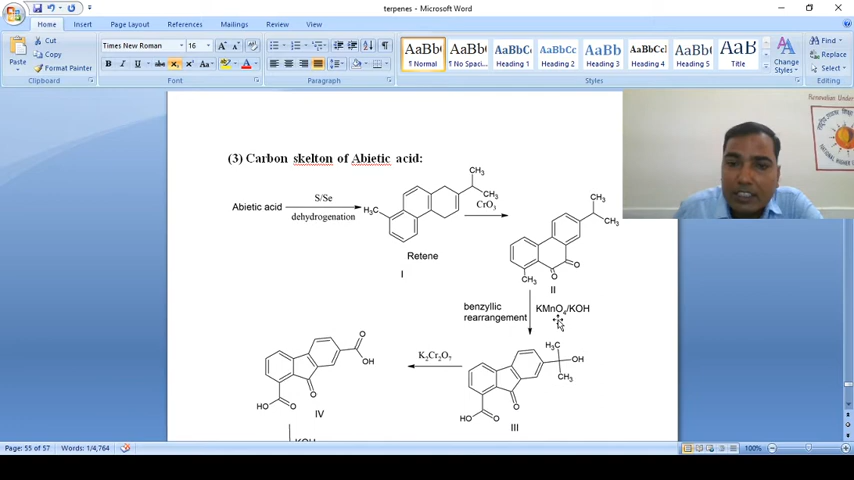 terpenes - Microsoft Word
Home Insert Page Layout References Mailings Review View
Paste
Cut
Copy
Format Painter
Clipboard
Times New Roman 16
Font
Paragraph
AaBbC AaBbCc AaBbC AaBbCc AaBb AaBbCc AaBbC AaB
¶ Normal ¶ No Spaci... Heading 1 Heading 2 Heading 3 Heading 4 Heading 5 Title
Styles
Change Styles
Find
Replace
Select
Editing
(3) Carbon skelton of Abietic acid:
Abietic acid
S/Se
dehydrogenation
H3C
CH3
CH3
Retene
I
CrO3
CH3
CH3
CH3
O
O
II
benzyllic
rearrangement
KMnO4/KOH
H3C
OH
CH3
HO
O
O
III
K2Cr2O7
O
OH
O
HO
O
IV
KOH
Page: 55 of 57 Words: 1/4,764
100%